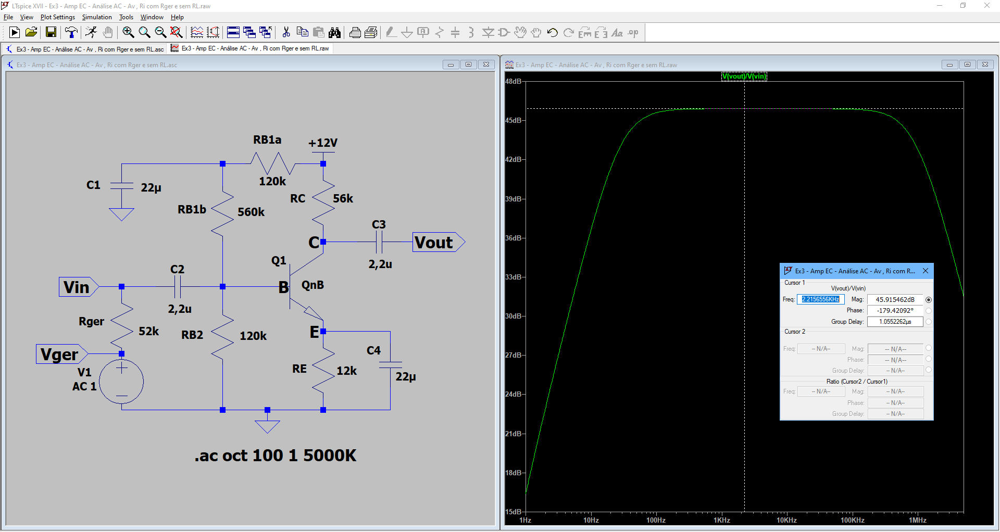 LTspice XVII - Ex3 - Amp EC - Análise AC - Av , Ri com Rger e sem RL.raw
File View Plot Settings Simulation Tools Window Help
Ex3 - Amp EC - Análise AC - Av , Ri com Rger e sem RL.asc
Ex3 - Amp EC - Análise AC - Av , Ri com Rger e sem RL.raw
Ex3 - Amp EC - Análise AC - Av , Ri com Rger e sem RL.asc
RB1a
+12V
120k
C1
22µ
RC
56k
RB1b
560k
C3
C
Vout
Q1
2,2u
C2
Vin
B
QnB
2,2u
Rger
52k
RB2
120k
E
C4
Vger
V1
AC 1
RE
12k
22µ
.ac oct 100 1 5000K
Ex3 - Amp EC - Análise AC - Av , Ri com Rger e sem RL.raw
V(vout)/V(vin)
48dB
45dB
42dB
39dB
36dB
33dB
30dB
27dB
24dB
21dB
18dB
15dB
1Hz 10Hz 100Hz 1KHz 10KHz 100KHz 1MHz
Ex3 - Amp EC - Análise AC - Av , Ri com R...
Cursor 1
V(vout)/V(vin)
Freq: 2.2156556KHz Mag: 45.915462dB
Phase: -179.42092°
Group Delay: 1.0552262µs
Cursor 2
Freq: -- N/A-- Mag: -- N/A--
Phase: -- N/A--
Group Delay: -- N/A--
Ratio (Cursor2 / Cursor1)
Freq: -- N/A-- Mag: -- N/A--
Phase: -- N/A--
Group Delay: -- N/A--